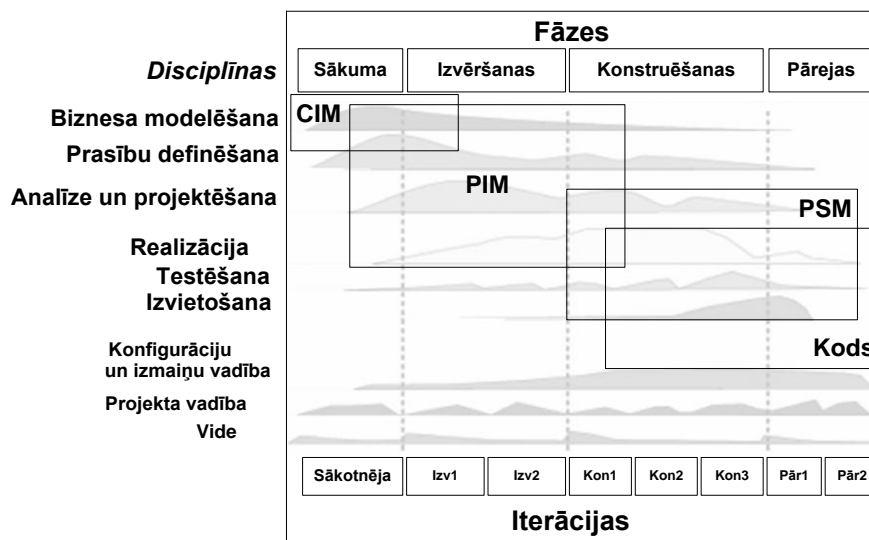 Fāzes
Disciplīnas
Sākuma
Izvēršanas
Konstruēšanas
Pārejas
Biznesa modelēšana
CIM
Prasību definēšana
Analīze un projektēšana
PIM
PSM
Realizācija
Testēšana
Izvietošana
Kods
Konfigurāciju
un izmaiņu vadība
Projekta vadība
Vide
Sākotnēja
Izv1
Izv2
Kon1
Kon2
Kon3
Pār1
Pār2
Iterācijas